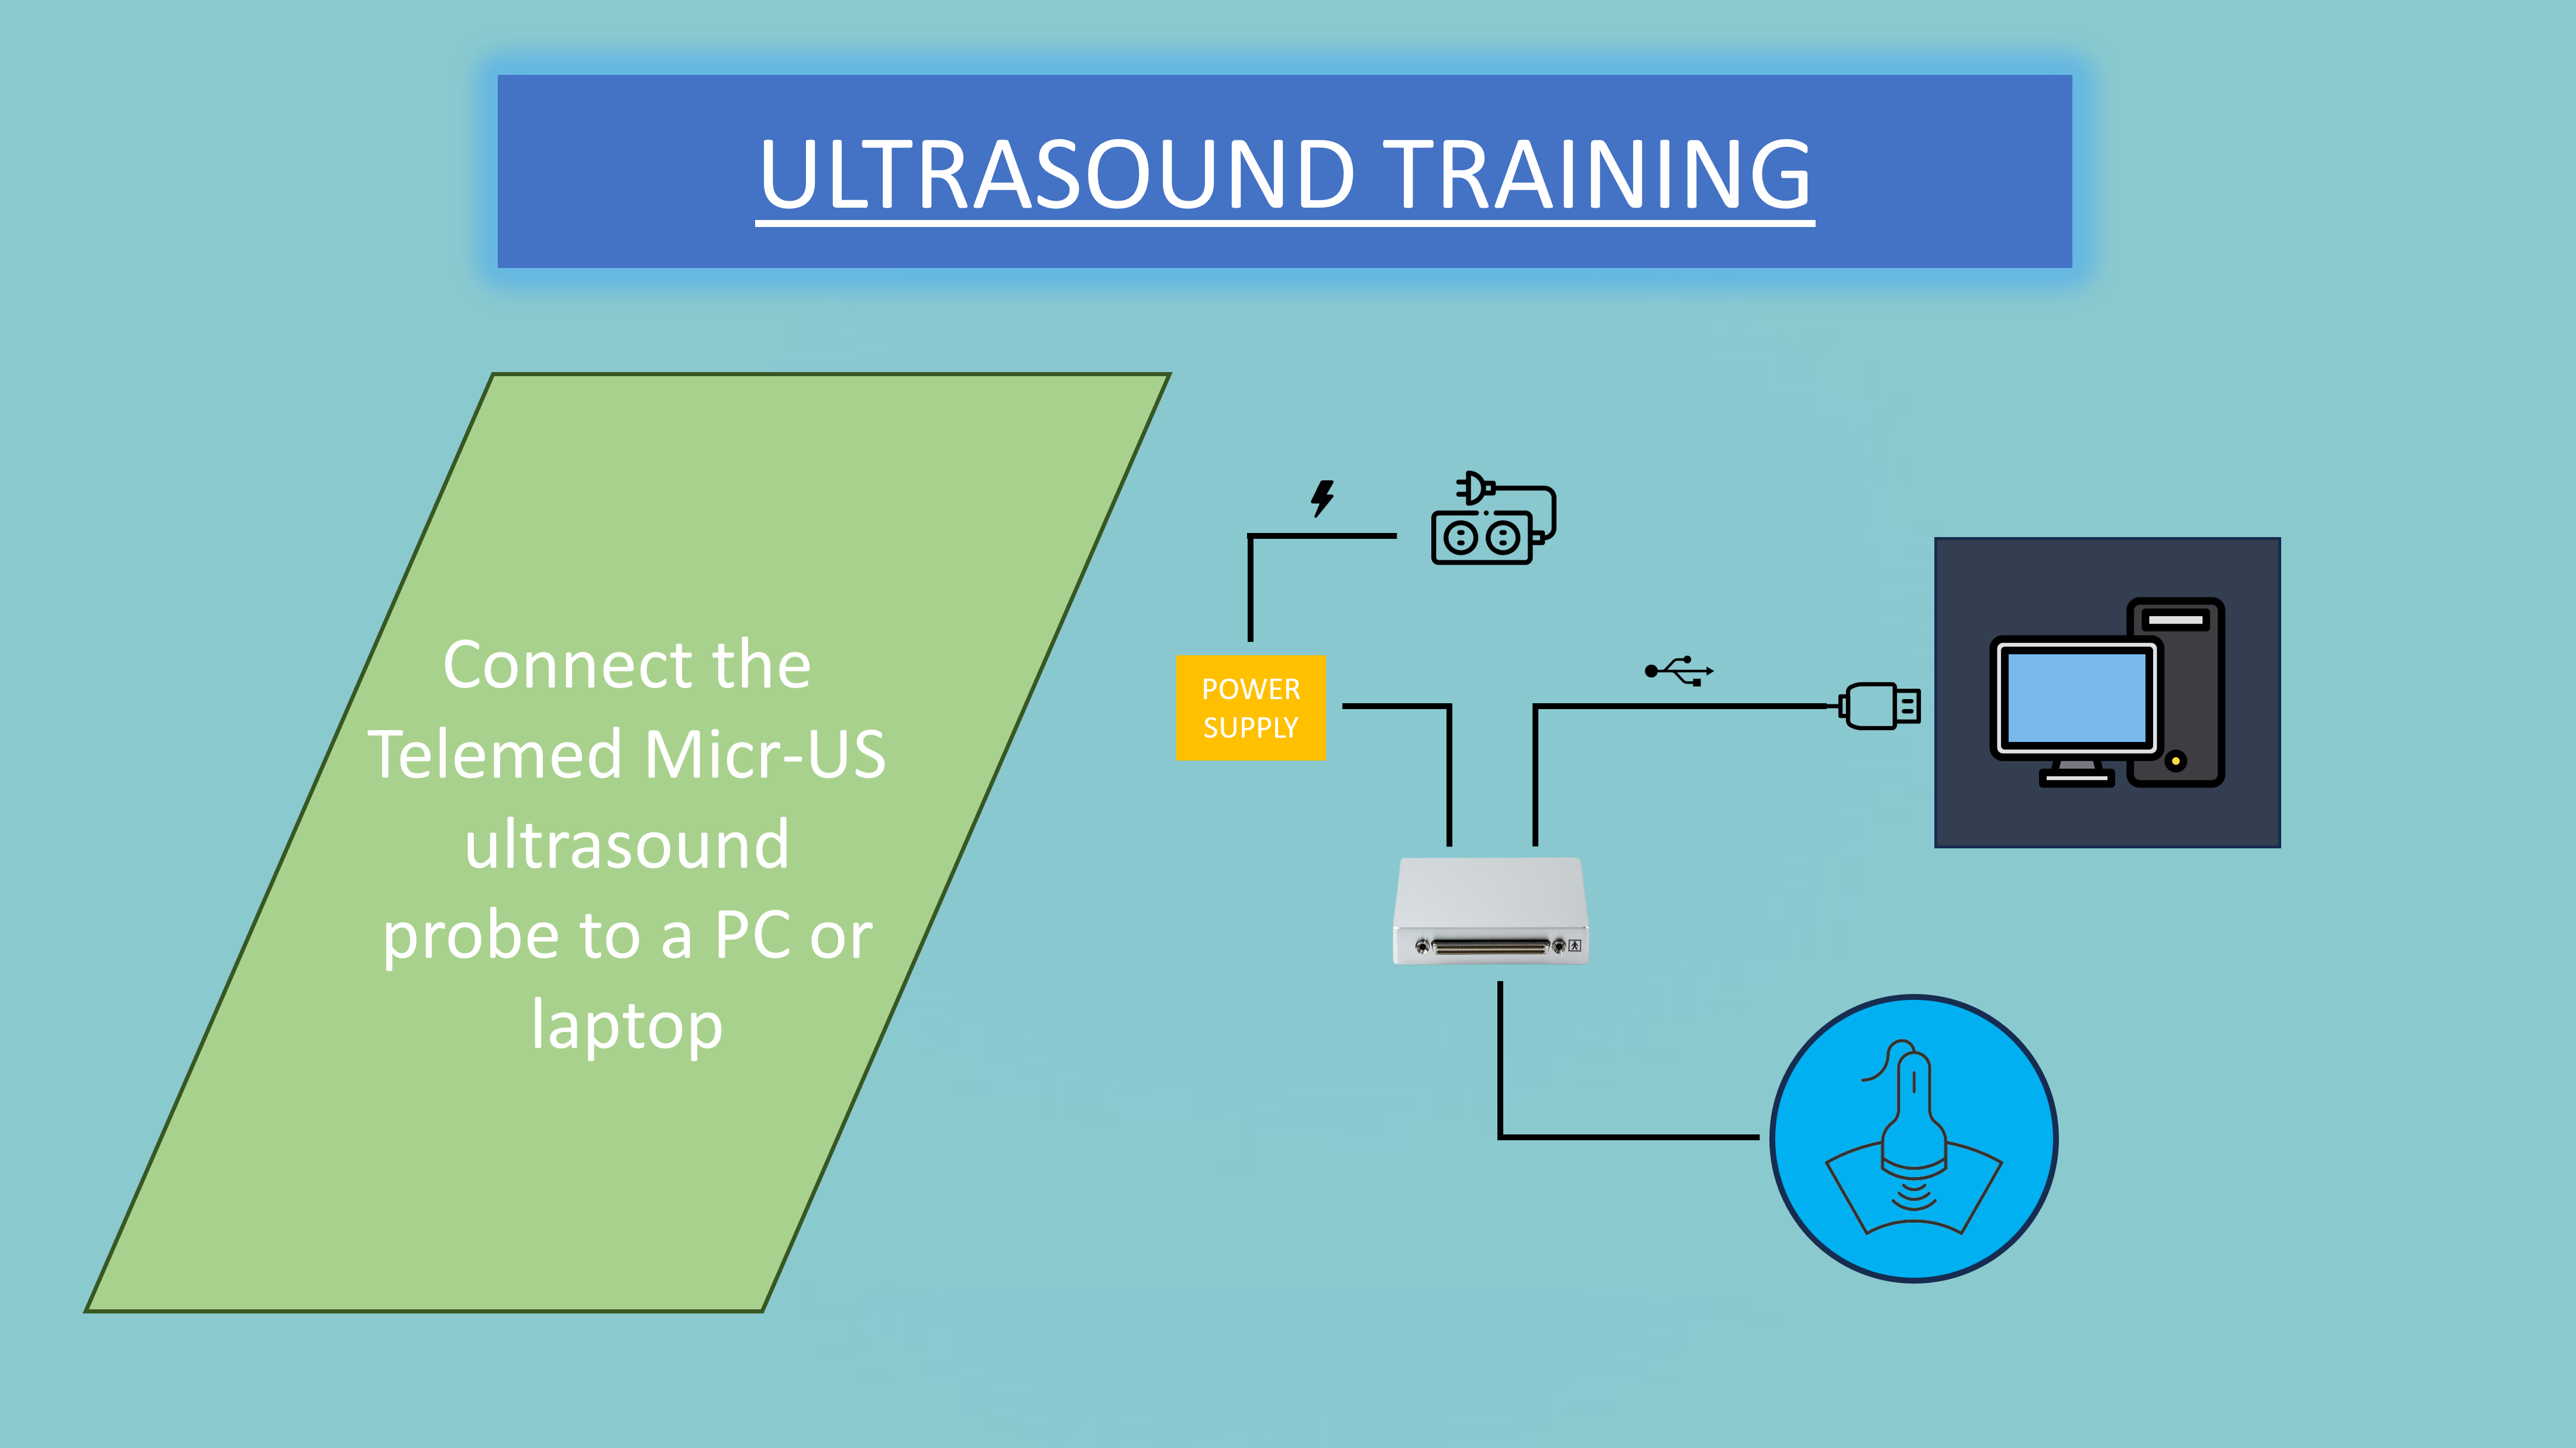 ULTRASOUND TRAINING
Connect the
Telemed Micr-US
ultrasound
probe to a PC or
laptop
POWER
SUPPLY